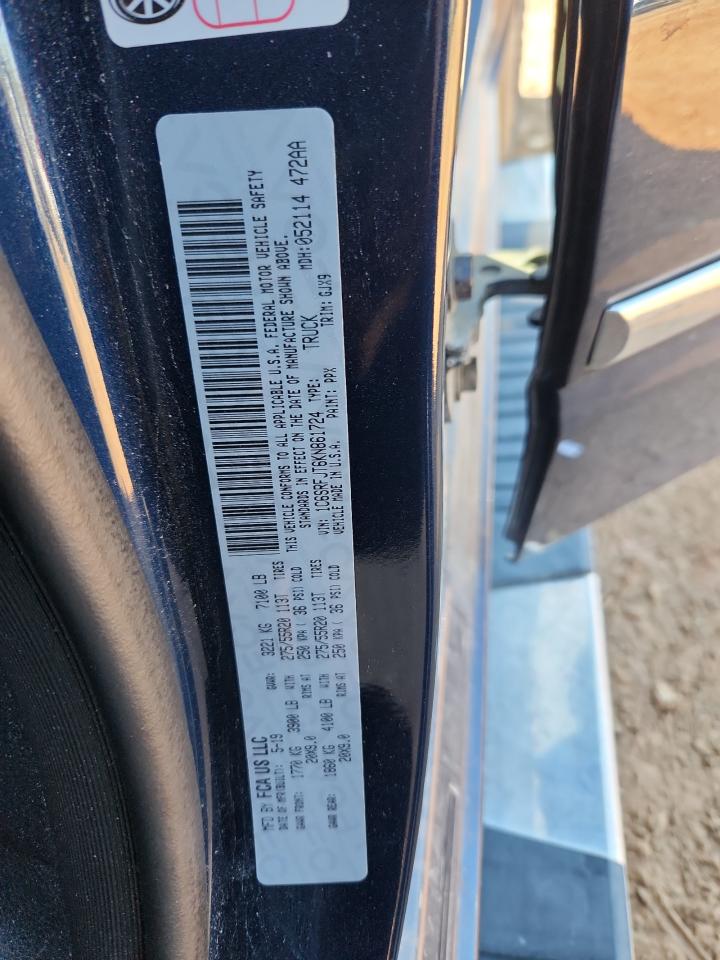 MFD BY FCA US LLC
DATE OF MFR(BUILT): 5-19 GVWR: 3221 KG 7100 LB
GAWR FRONT: 1770 KG 3900 LB WITH 275/55R20 113T TIRES
20X9.0 RIMS AT 250 KPA ( 36 PSI) COLD
GAWR REAR: 1860 KG 4100 LB WITH 275/55R20 113T TIRES
20X9.0 RIMS AT 250 KPA ( 36 PSI) COLD
THIS VEHICLE CONFORMS TO ALL APPLICABLE U.S.A. FEDERAL MOTOR VEHICLE SAFETY
STANDARDS IN EFFECT ON THE DATE OF MANUFACTURE SHOWN ABOVE.
VIN: 1C6SRFJT6KN861724 TYPE: TRUCK MDH:052114 472AA
VEHICLE MADE IN U.S.A. PAINT: PPX TRIM: GJX9